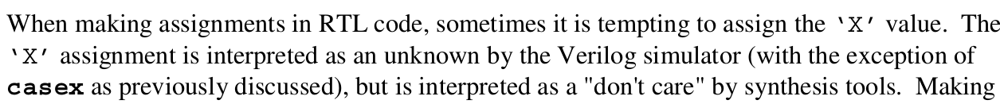 When making assignments in RTL code, sometimes it is tempting to assign the ‘X’ value.  The
‘X’ assignment is interpreted as an unknown by the Verilog simulator (with the exception of
casex as previously discussed), but is interpreted as a "don't care" by synthesis tools.  Making